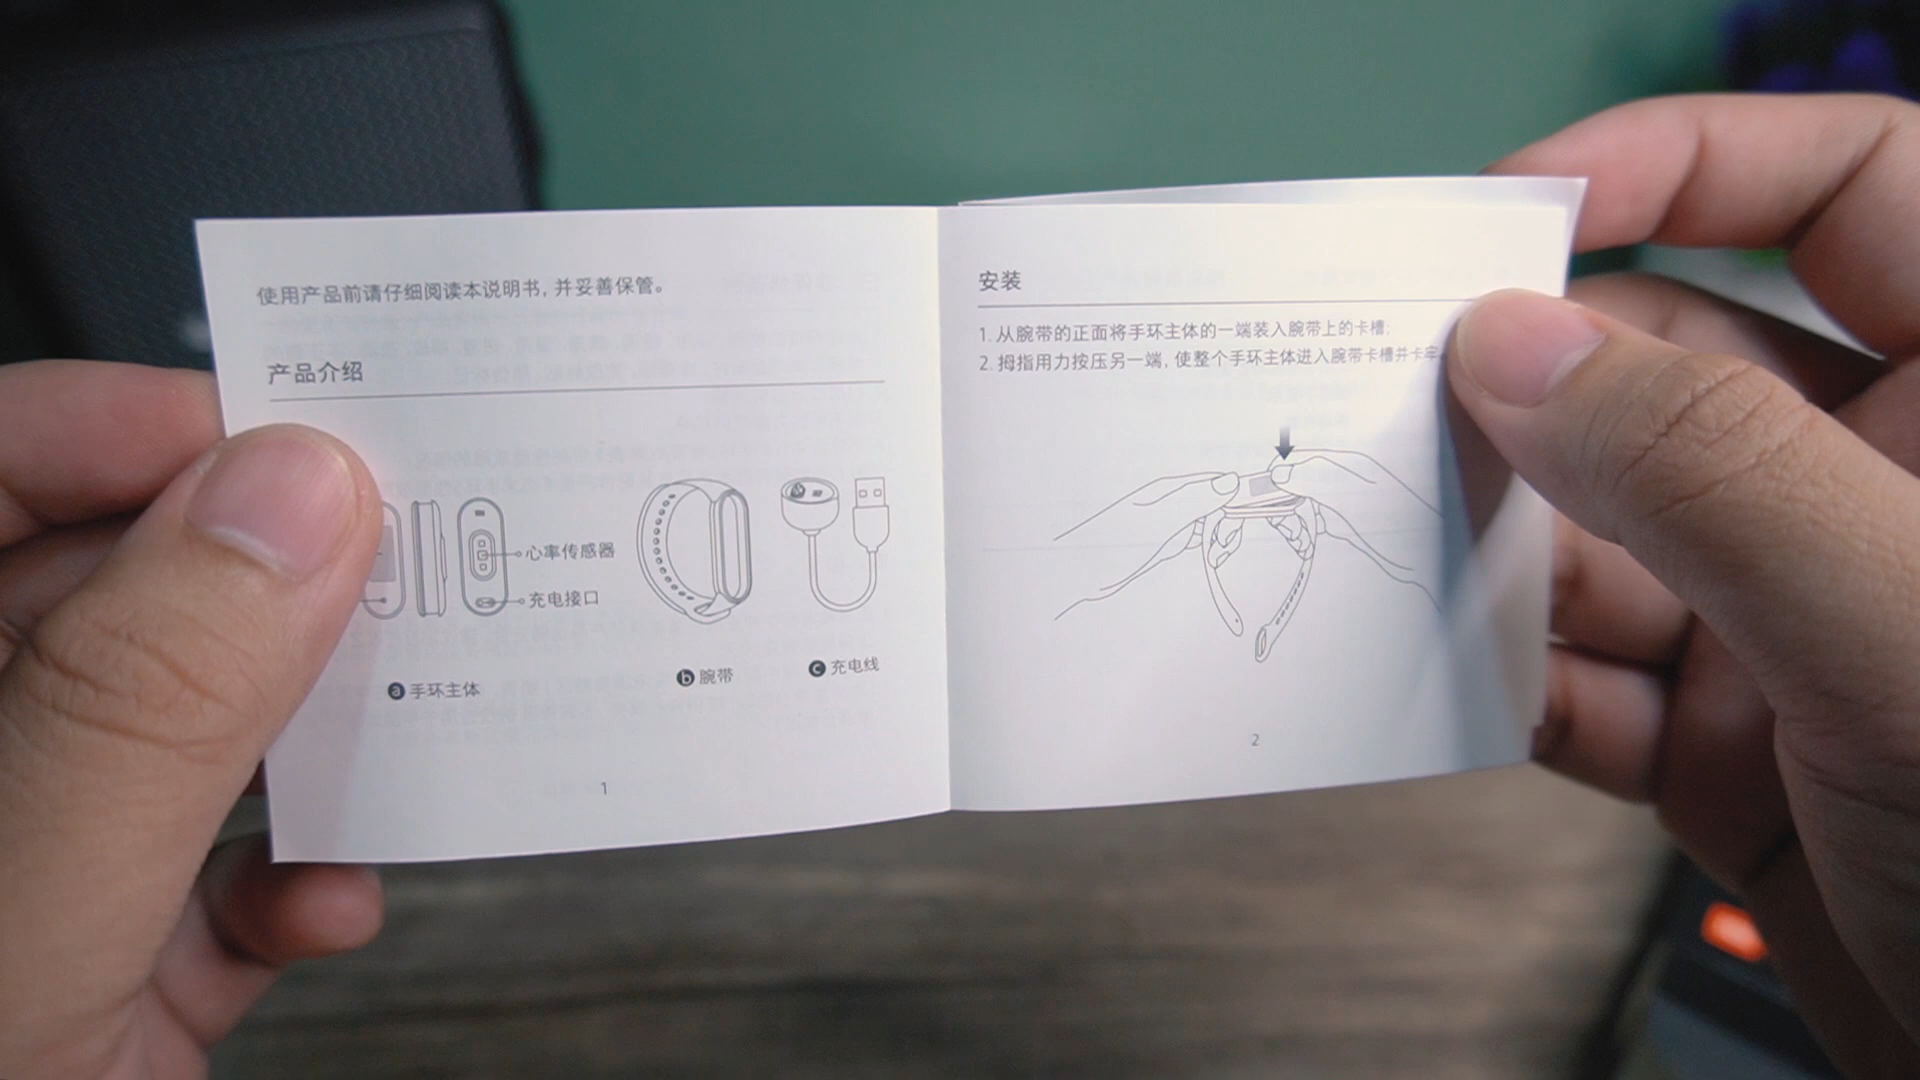 使用产品前请仔细阅读本说明书，并妥善保管。
产品介绍
心率传感器
充电接口
a 手环主体
b 腕带
c 充电线
1
安装
1. 从腕带的正面将手环主体的一端装入腕带上的卡槽；
2. 拇指用力按压另一端，使整个手环主体进入腕带卡槽并卡牢
2